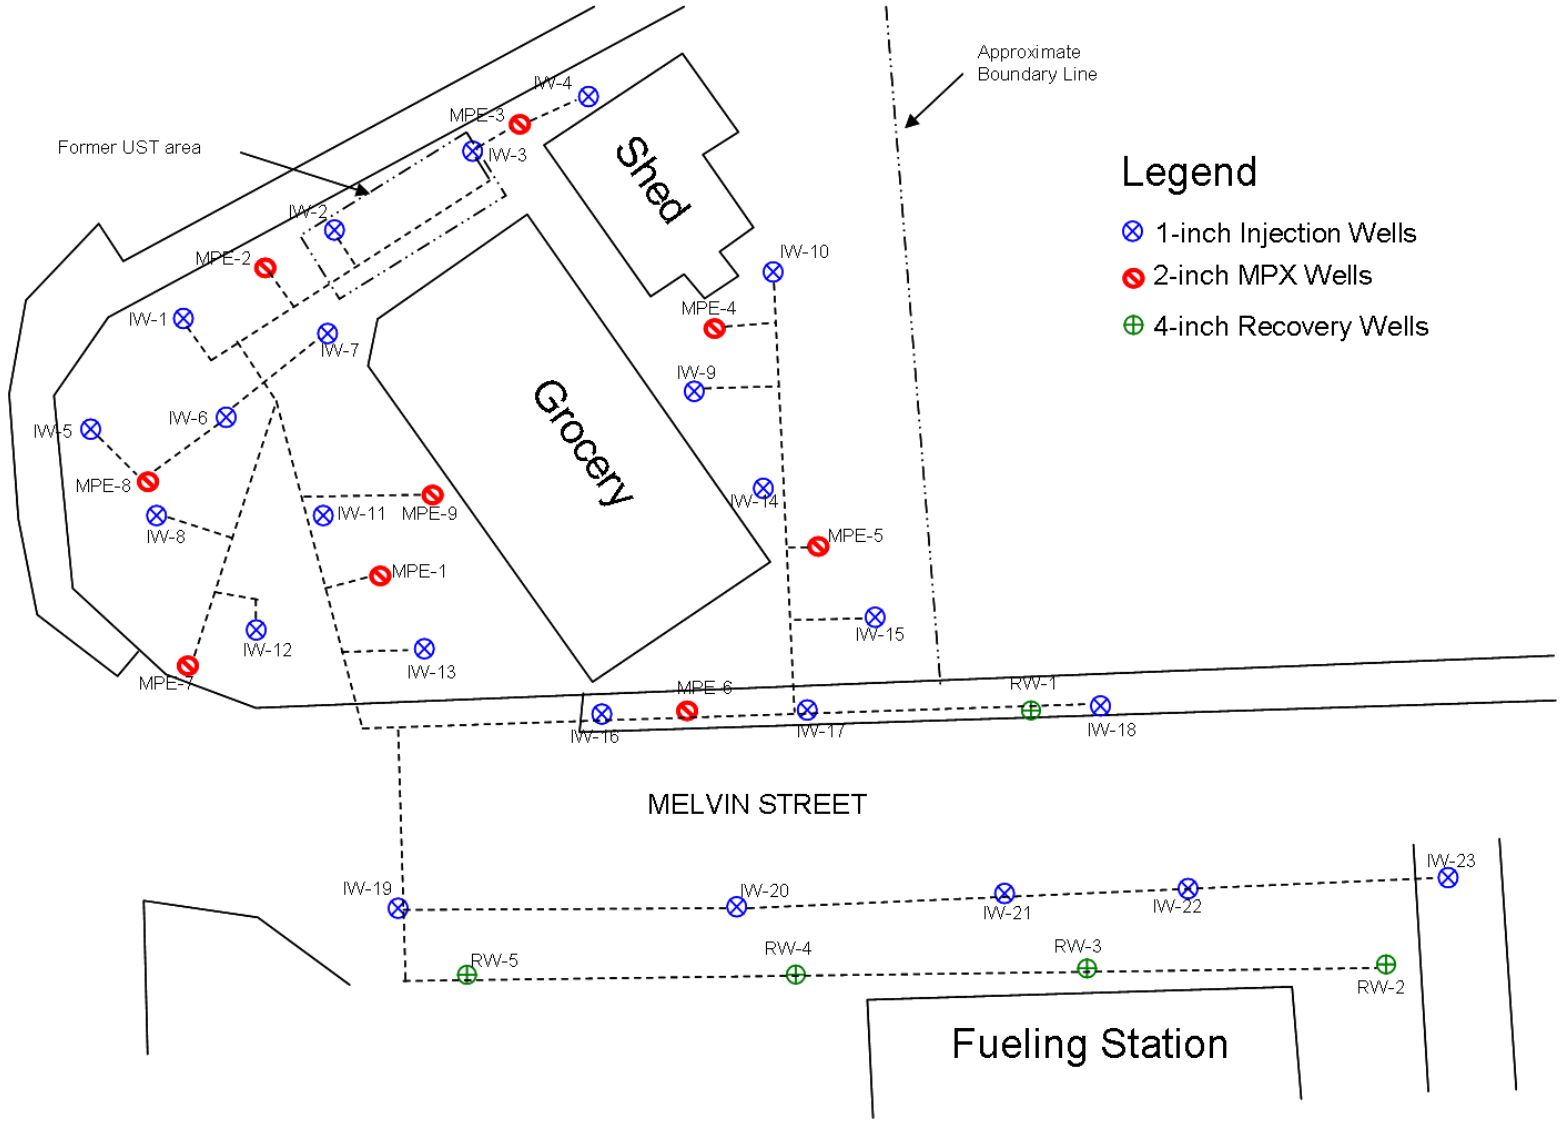 Approximate
Boundary Line
IW-4
MPE-3
Former UST area
IW-3
Shed
Legend
IW-2
1-inch Injection Wells
MPE-2
IW-10
2-inch MPX Wells
MPE-4
IW-1
4-inch Recovery Wells
IW-7
IW-9
IW-6
IW-5
Grocery
MPE-8
IW-14
IW-11
MPE-9
IW-8
MPE-5
MPE-1
IW-15
IW-12
IW-13
MPE-7
MPE-6
RW-1
IW-16
IW-17
IW-18
MELVIN STREET
IW-23
IW-19
IW-20
IW-21
IW-22
RW-5
RW-4
RW-3
RW-2
Fueling Station